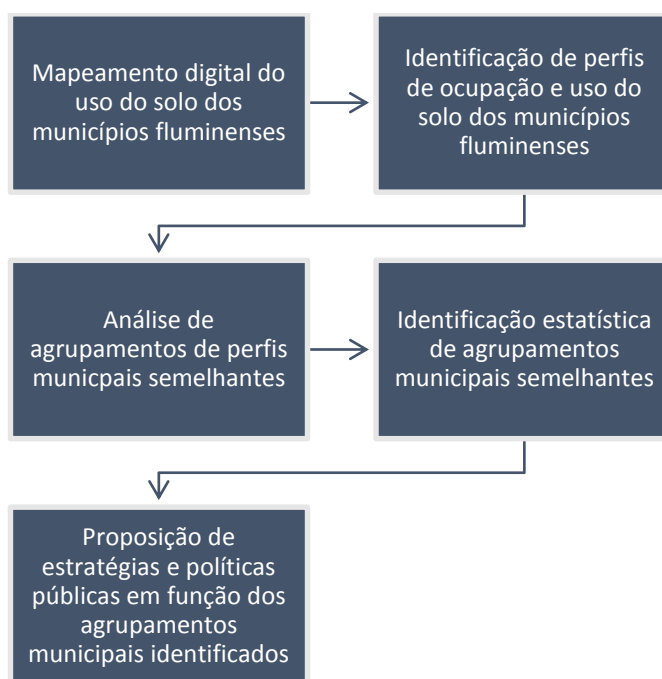 Mapeamento digital do
uso do solo dos
municípios fluminenses
Identificação de perfis
de ocupação e uso do
solo dos municípios
fluminenses
Análise de
agrupamentos de perfis
municpais semelhantes
Identificação estatística
de agrupamentos
municipais semelhantes
Proposição de
estratégias e políticas
públicas em função dos
agrupamentos
municipais identificados